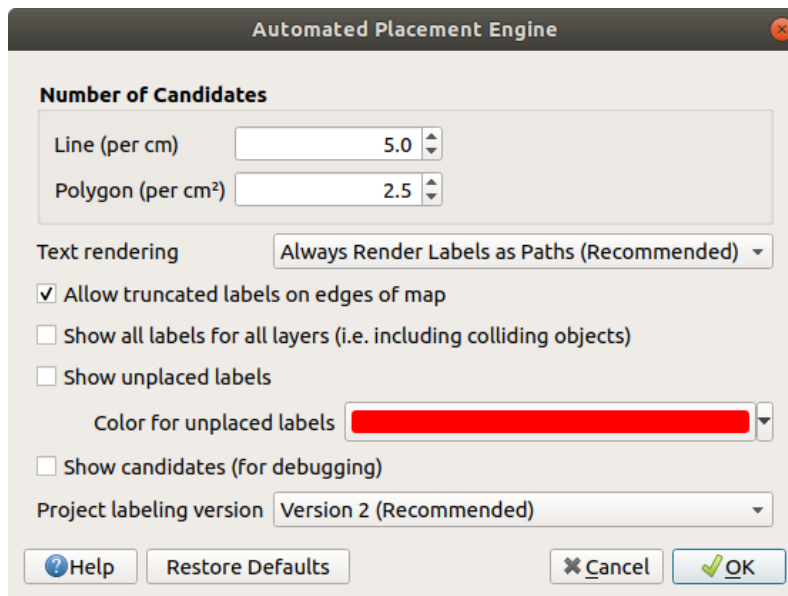 Automated Placement Engine
Number of Candidates
Line (per cm) 5.0
Polygon (per cm²) 2.5
Text rendering Always Render Labels as Paths (Recommended)
Allow truncated labels on edges of map
Show all labels for all layers (i.e. including colliding objects)
Show unplaced labels
Color for unplaced labels
Show candidates (for debugging)
Project labeling version Version 2 (Recommended)
Help Restore Defaults Cancel OK